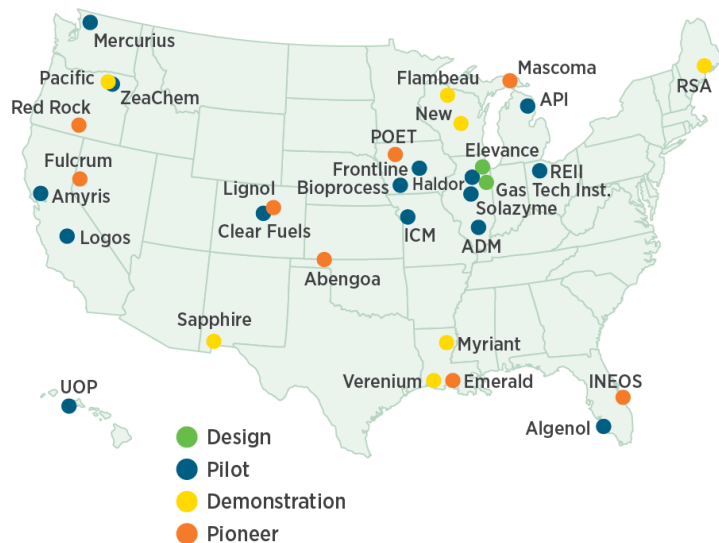 Mercurius
Pacific
ZeaChem
Red Rock
Fulcrum
Amyris
Logos
Lignol
Clear Fuels
Abengoa
Sapphire
Flambeau
New
Mascoma
API
RSA
POET
Elevance
Frontline
Bioprocess
Haldor
REII
Gas Tech Inst.
Solazyme
ICM
ADM
Myriant
Verenium
Emerald
INEOS
Algenol
UOP
Design
Pilot
Demonstration
Pioneer